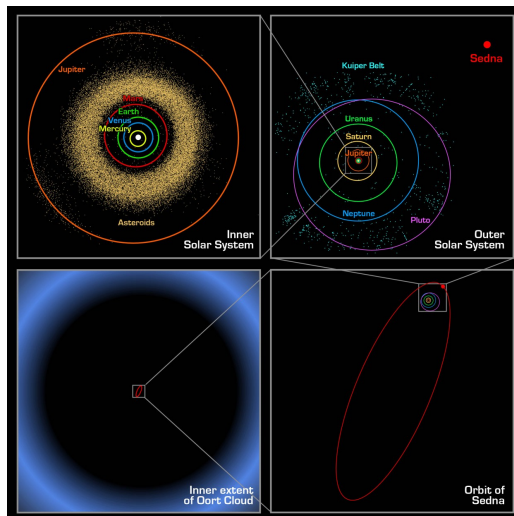 Jupiter
Mars
Earth
Venus
Mercury
Asteroids
Inner
Solar System
Kuiper Belt
Sedna
Uranus
Saturn
Jupiter
Neptune
Pluto
Outer
Solar System
Inner extent
of Oort Cloud
Orbit of
Sedna